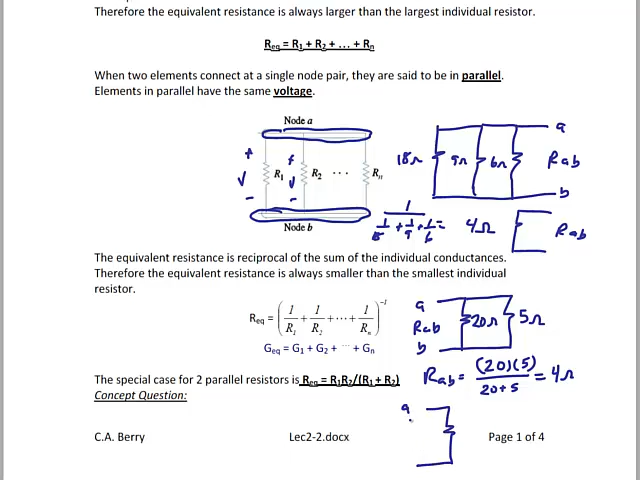 Therefore the equivalent resistance is always larger than the largest individual resistor.
Req = R1 + R2 + … + Rn
When two elements connect at a single node pair, they are said to be in parallel.
Elements in parallel have the same voltage.
Node a
+ V - R1 + V - R2 ··· Rn
Node b
18Ω 9Ω 6Ω a Rab b
1/(1/18 + 1/9 + 1/6) = 4Ω Rab
The equivalent resistance is reciprocal of the sum of the individual conductances.
Therefore the equivalent resistance is always smaller than the smallest individual
resistor.
Req = (1/R1 + 1/R2 + ··· + 1/Rn)^-1
Geq = G1 + G2 + ··· + Gn
a Rab b 20Ω 5Ω
Rab = (20)(5)/(20+5) = 4Ω
The special case for 2 parallel resistors is Req = R1R2/(R1 + R2)
Concept Question:
a
C.A. Berry Lec2-2.docx Page 1 of 4